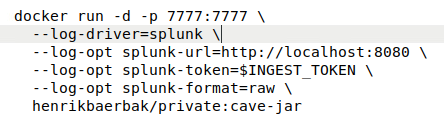 docker run -d -p 7777:7777 \
--log-driver=splunk \
--log-opt splunk-url=http://localhost:8080 \
--log-opt splunk-token=$INGEST_TOKEN \
--log-opt splunk-format=raw \
henrikbaerbak/private:cave-jar